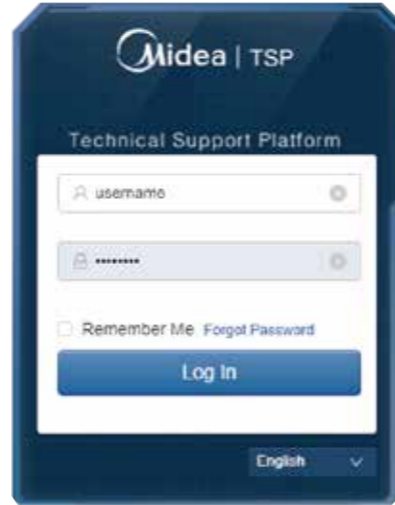 Midea | TSP
Technical Support Platform
username
••••••••
Remember Me Forgot Password
Log In
English